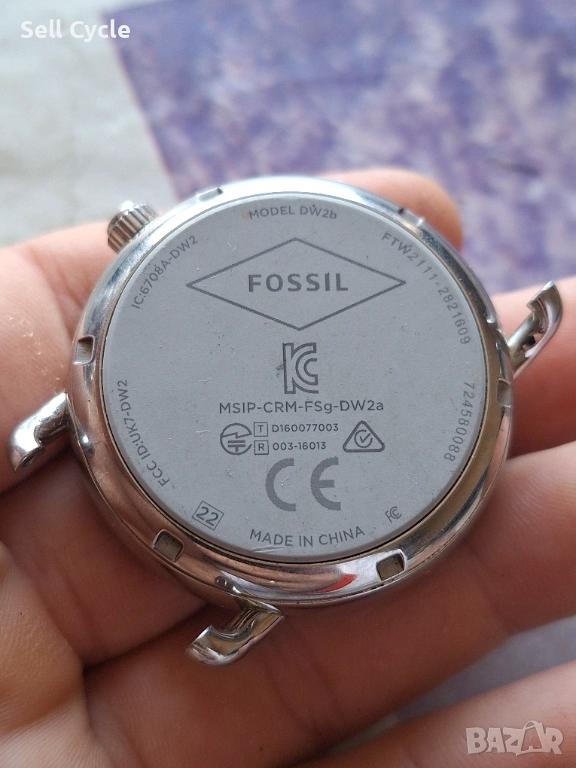 Sell Cycle
MODEL DW2b
IC:6708A-DW2
FTW2111.2821609
FOSSIL
MSIP-CRM-FSg-DW2a
724580088
FCC ID:UK7-DW2
T D160077003
R 003-16013
CE
22
MADE IN CHINA
FC
BAZAR